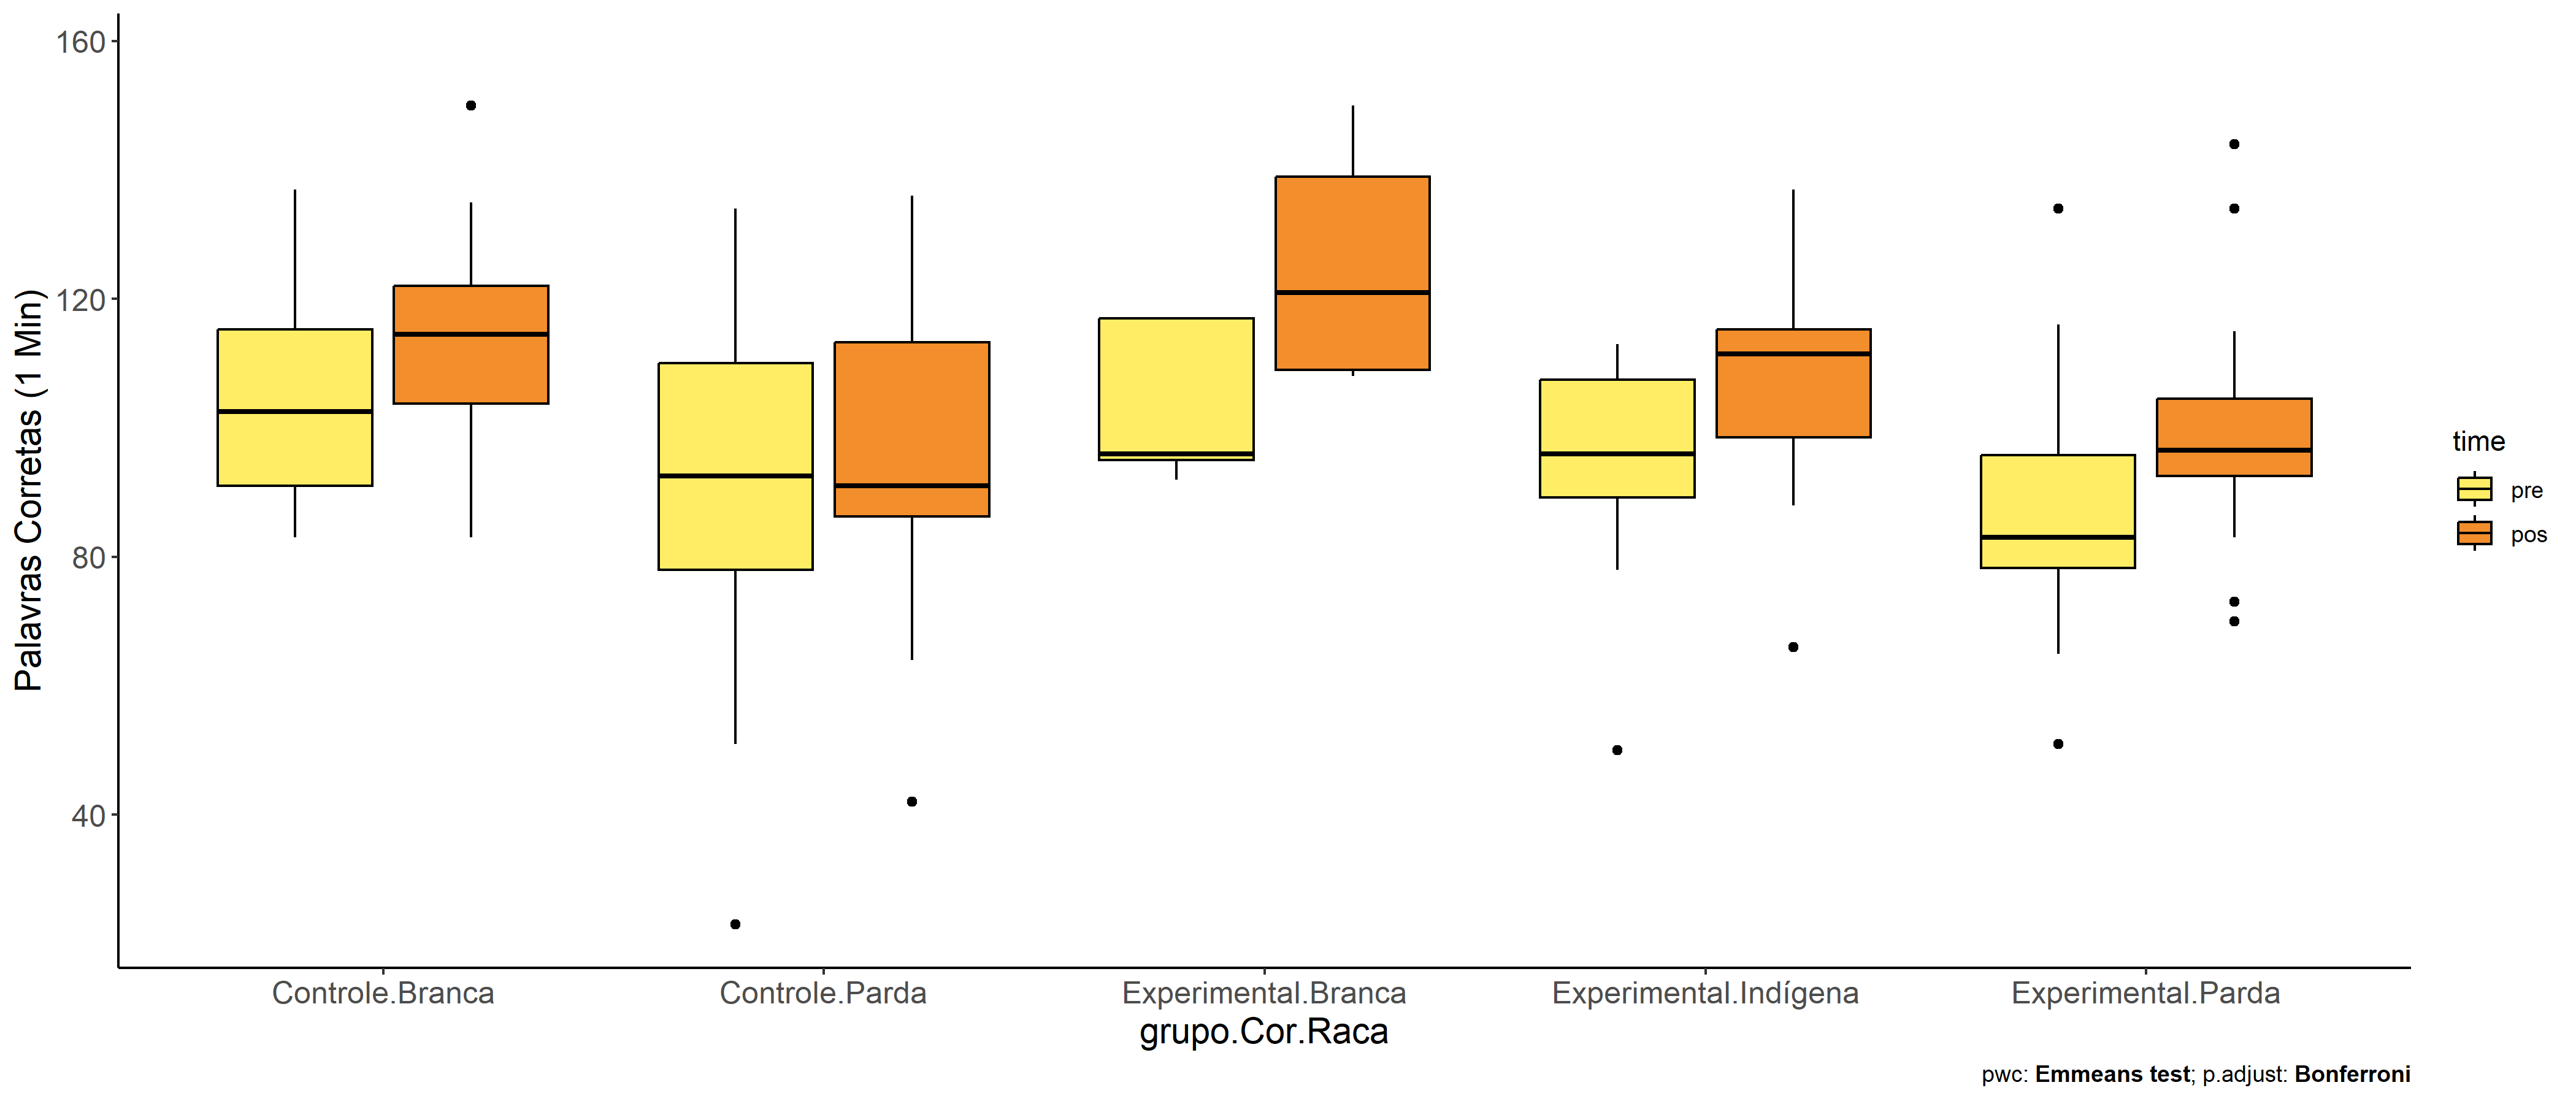 160
120
80
40
Palavras Corretas (1 Min)
Controle.Branca
Controle.Parda
Experimental.Branca
Experimental.Indígena
Experimental.Parda
grupo.Cor.Raca
time
pre
pos
pwc: Emmeans test; p.adjust: Bonferroni